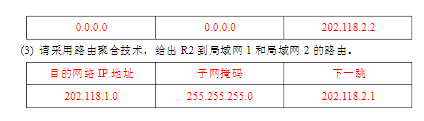 0.0.0.0 0.0.0.0 202.118.2.2
(3) 请采用路由聚合技术，给出 R2 到局域网 1 和局域网 2 的路由。
目的网络 IP 地址 子网掩码 下一跳
202.118.1.0 255.255.255.0 202.118.2.1